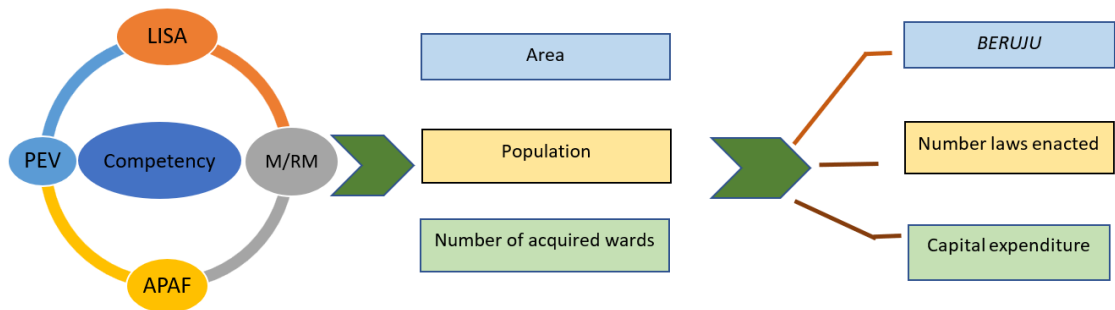 LISA
PEV
Competency
M/RM
APAF
Area
Population
Number of acquired wards
BERUJU
Number laws enacted
Capital expenditure